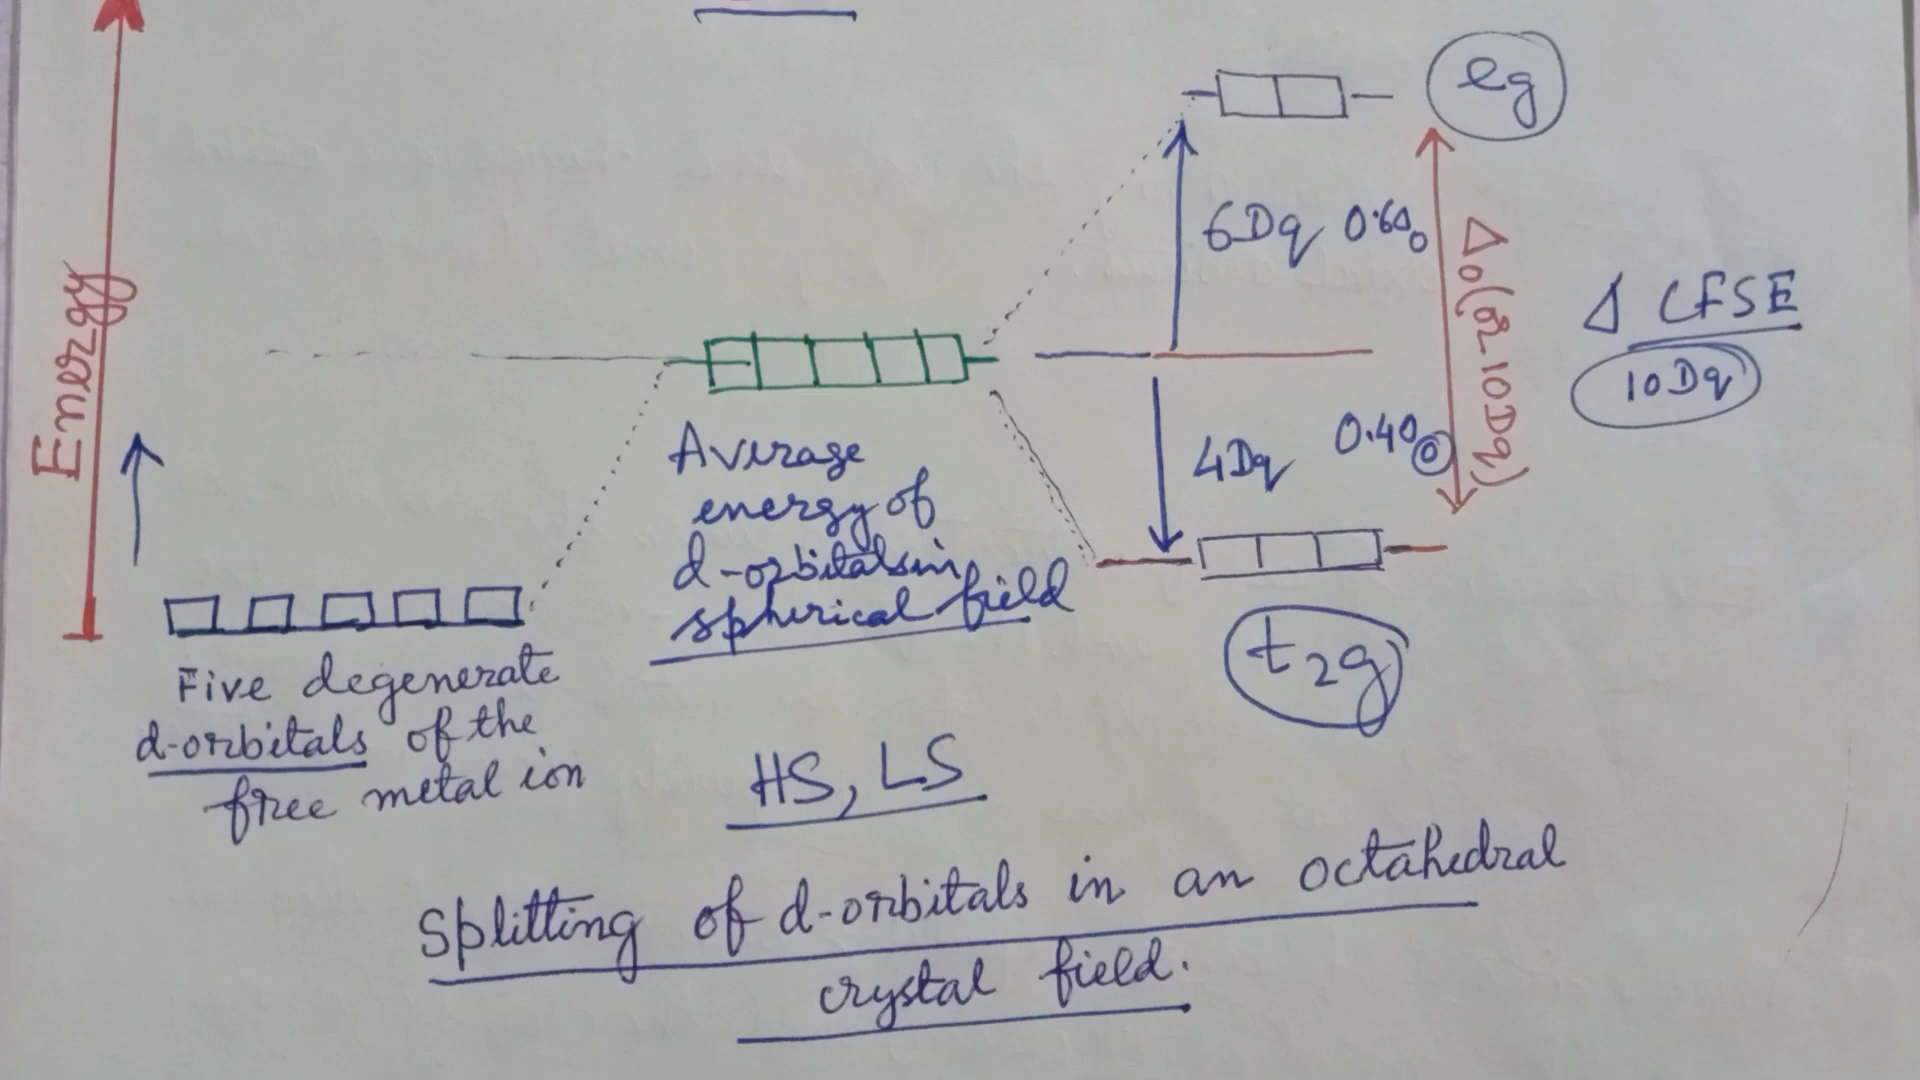 Energy
eg
6Dq 0.6Δo
Δo (or 10Dq)
Δ CFSE
10Dq
4Dq 0.4Δo
Average
energy of
d-orbitals in
spherical field
t2g
Five degenerate
d-orbitals of the
free metal ion
HS, LS
Splitting of d-orbitals in an octahedral
crystal field.